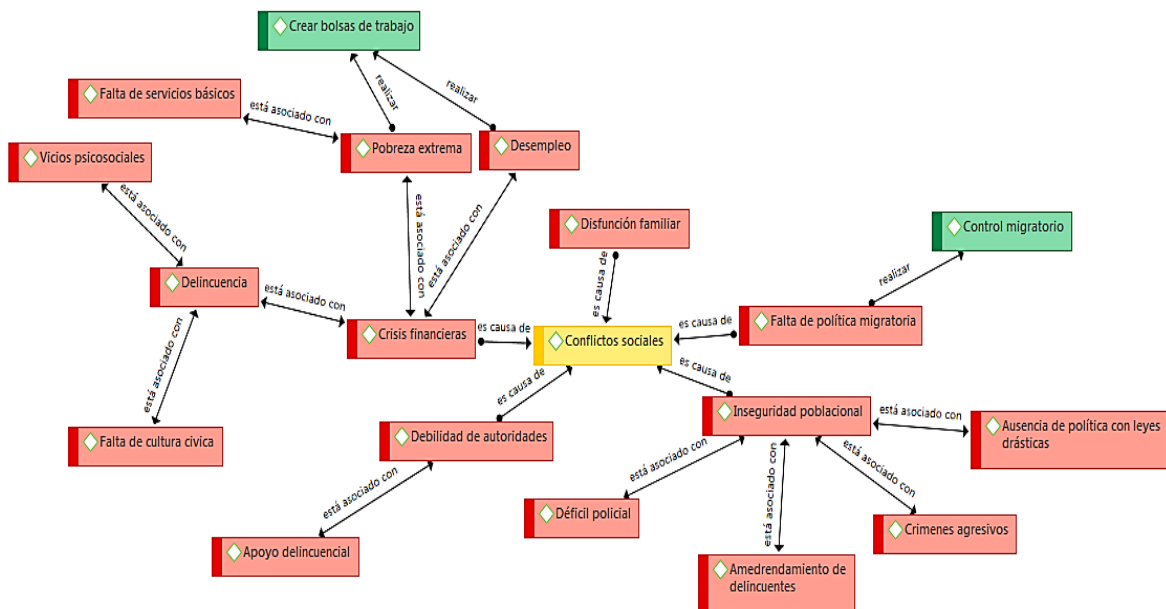 Crear bolsas de trabajo
realizar
realizar
Falta de servicios básicos
está asociado con
Pobreza extrema
Desempleo
Vicios psicosociales
está asociado con
está asociado con
está asociado con
Disfunción familiar
Control migratorio
realizar
Delincuencia
está asociado con
es causa de
Crisis financieras
es causa de
Conflictos sociales
es causa de
Falta de política migratoria
está asociado con
es causa de
es causa de
Falta de cultura civica
Debilidad de autoridades
Inseguridad poblacional
está asociado con
Ausencia de política con leyes
drásticas
está asociado con
está asociado con
está asociado con
está asociado con
Apoyo delincuencial
Déficil policial
Amedrendamiento de
delincuentes
Crimenes agresivos